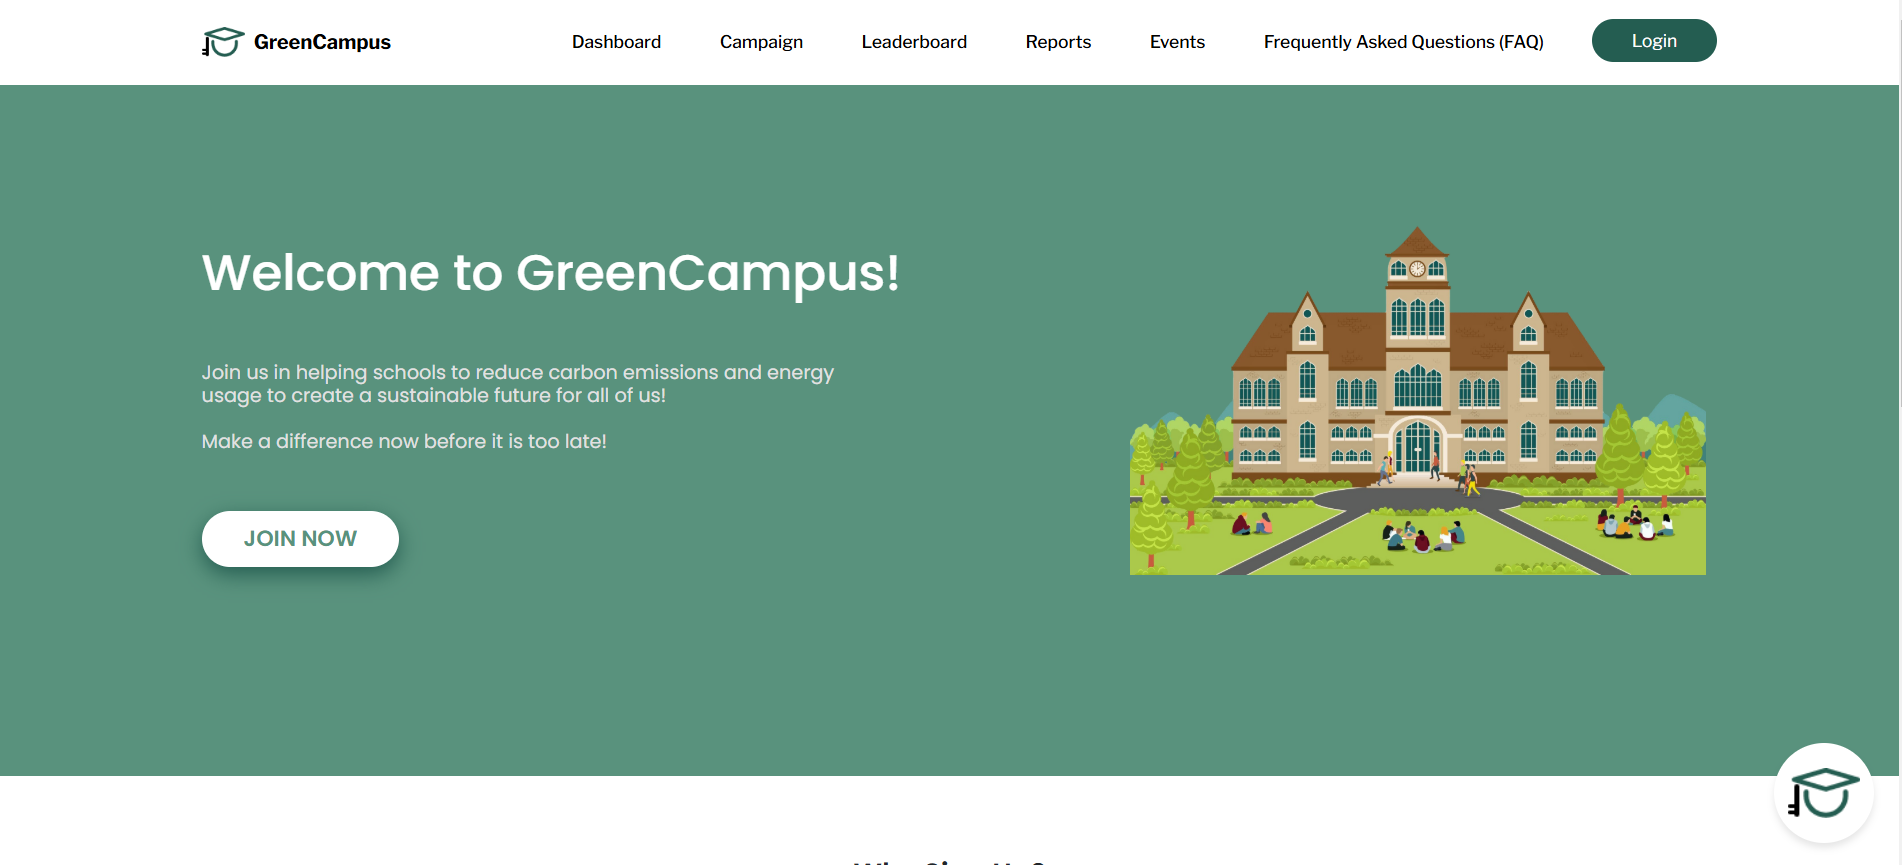 GreenCampus
Dashboard
Campaign
Leaderboard
Reports
Events
Frequently Asked Questions (FAQ)
Login
Welcome to GreenCampus!
Join us in helping schools to reduce carbon emissions and energy
usage to create a sustainable future for all of us!
Make a difference now before it is too late!
JOIN NOW